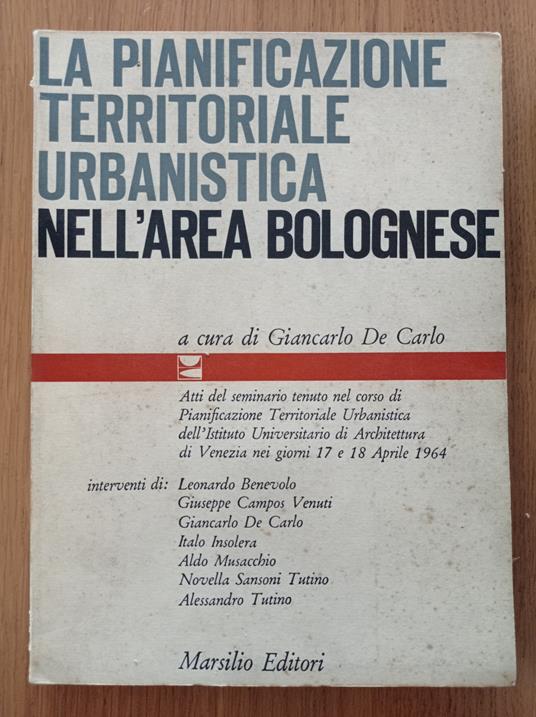 LA PIANIFICAZIONE
TERRITORIALE
URBANISTICA
NELL'AREA BOLOGNESE
a cura di Giancarlo De Carlo
Atti del seminario tenuto nel corso di
Pianificazione Territoriale Urbanistica
dell'Istituto Universitario di Architettura
di Venezia nei giorni 17 e 18 Aprile 1964
interventi di: Leonardo Benevolo
Giuseppe Campos Venuti
Giancarlo De Carlo
Italo Insolera
Aldo Musacchio
Novella Sansoni Tutino
Alessandro Tutino
Marsilio Editori